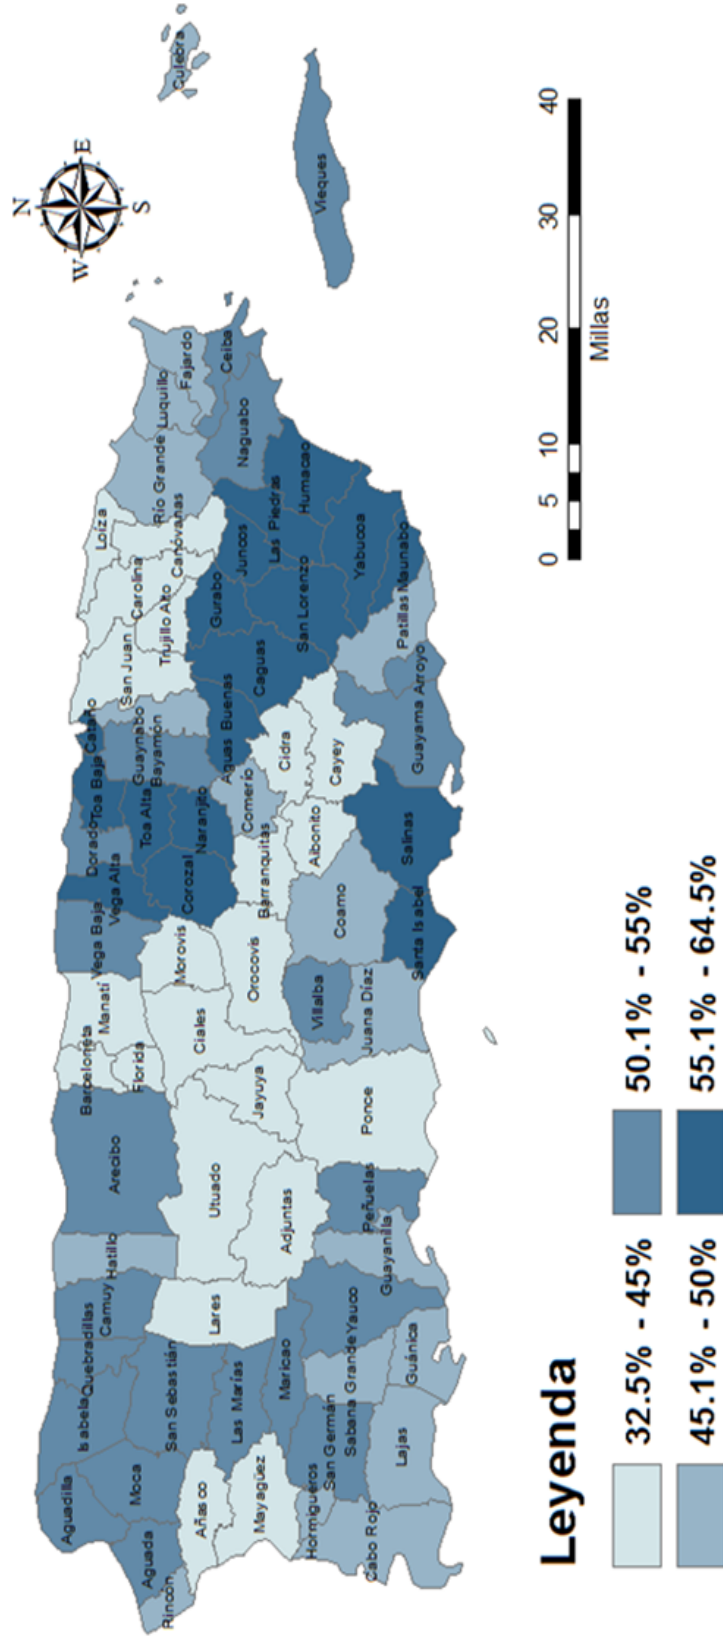 N
W E
S
Culebra
Vieques
Aguadilla
Isabela
Quebradillas
Camuy
Hatillo
Arecibo
Barceloneta
Manatí
Vega Baja
Vega Alta
Dorado
Toa Baja
Cataño
San Juan
Carolina
Loíza
Río Grande
Luquillo
Fajardo
Ceiba
Rincón
Aguada
Moca
San Sebastián
Florida
Ciales
Morovis
Corozal
Toa Alta
Naranjito
Bayamón
Guaynabo
Trujillo Alto
Canóvanas
Añasco
Las Marías
Lares
Utuado
Jayuya
Orocovis
Barranquitas
Comerío
Aguas Buenas
Caguas
Gurabo
Juncos
Naguabo
Mayagüez
Maricao
Adjuntas
Villalba
Coamo
Aibonito
Cidra
Cayey
San Lorenzo
Las Piedras
Humacao
Hormigueros
Cabo Rojo
San Germán
Sabana Grande
Yauco
Guayanilla
Peñuelas
Ponce
Juana Díaz
Santa Isabel
Salinas
Guayama
Arroyo
Patillas
Maunabo
Yabucoa
Lajas
Guánica
0 5 10 20 30 40
Millas
Leyenda
32.5% - 45% 50.1% - 55%
45.1% - 50% 55.1% - 64.5%